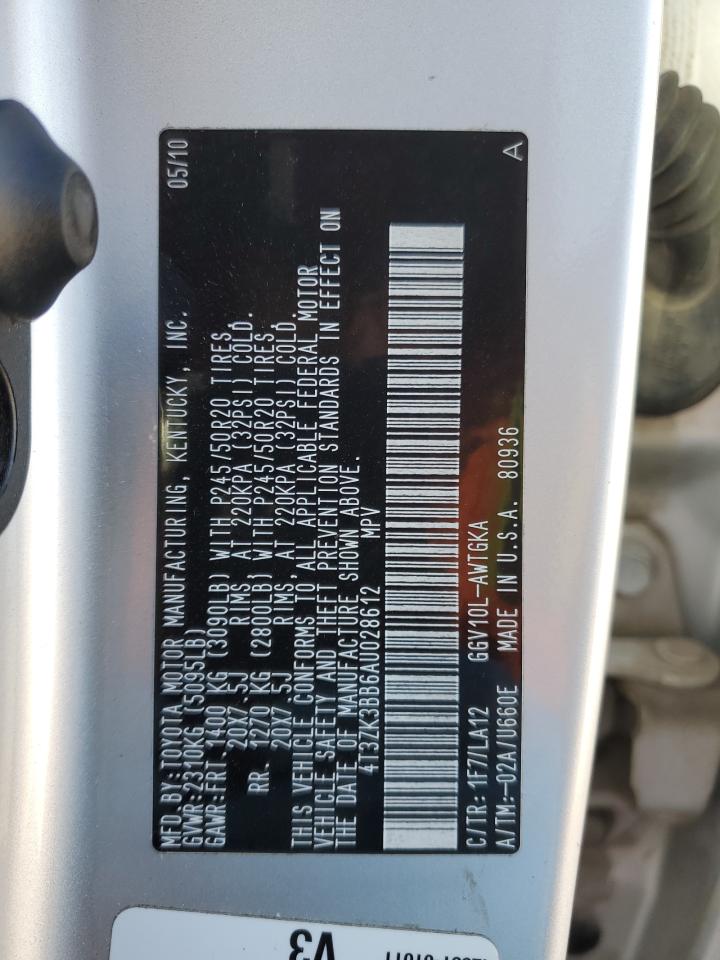 MFD. BY:TOYOTA MOTOR MANUFACTURING, KENTUCKY, INC. 05/10
GVWR:2310KG (5095LB)
GAWR:FRT. 1400 KG (3090LB) WITH P245/50R20 TIRES,
20X7.5J RIMS, AT 220KPA (32PSI) COLD.
RR. 1270 KG (2800LB) WITH P245/50R20 TIRES,
20X7.5J RIMS, AT 220KPA (32PSI) COLD.
THIS VEHICLE CONFORMS TO ALL APPLICABLE FEDERAL MOTOR
VEHICLE SAFETY AND THEFT PREVENTION STANDARDS IN EFFECT ON
THE DATE OF MANUFACTURE SHOWN ABOVE.
4T3ZK3BB6AU028612 MPV
C/TR:1F7/LA12 GGV10L-AWTGKA
A/TM:-02A/U660E MADE IN U.S.A. 80936 A
V3